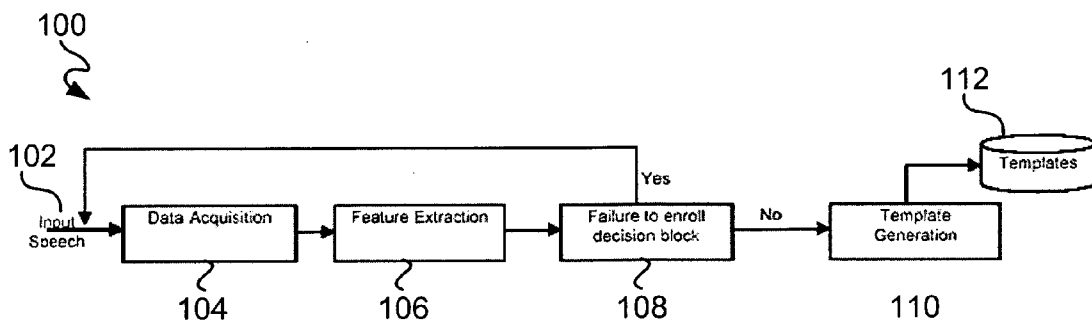 100
112
102
Templates
Yes
Input
Speech
Data Acquisition
Feature Extraction
Failure to enroll
decision block
No
Template
Generation
104
106
108
110